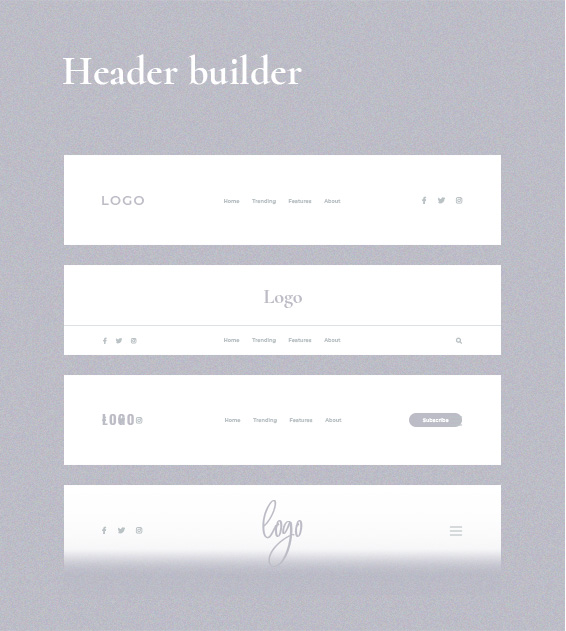 Header builder
LOGO Home Trending Features About
Logo
Home Trending Features About
LOGO Home Trending Features About Subscribe
logo